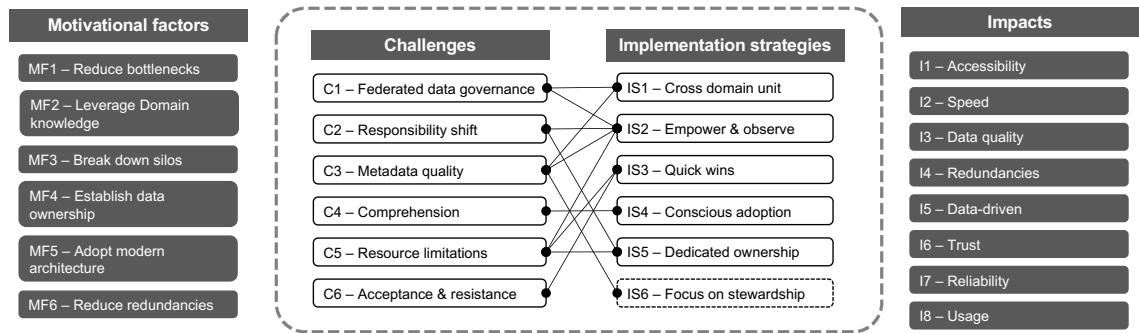 Motivational factors
MF1 – Reduce bottlenecks
MF2 – Leverage Domain
knowledge
MF3 – Break down silos
MF4 – Establish data
ownership
MF5 – Adopt modern
architecture
MF6 – Reduce redundancies
Challenges
C1 – Federated data governance
C2 – Responsibility shift
C3 – Metadata quality
C4 – Comprehension
C5 – Resource limitations
C6 – Acceptance & resistance
Implementation strategies
IS1 – Cross domain unit
IS2 – Empower & observe
IS3 – Quick wins
IS4 – Conscious adoption
IS5 – Dedicated ownership
IS6 – Focus on stewardship
Impacts
I1 – Accessibility
I2 – Speed
I3 – Data quality
I4 – Redundancies
I5 – Data-driven
I6 – Trust
I7 – Reliability
I8 – Usage